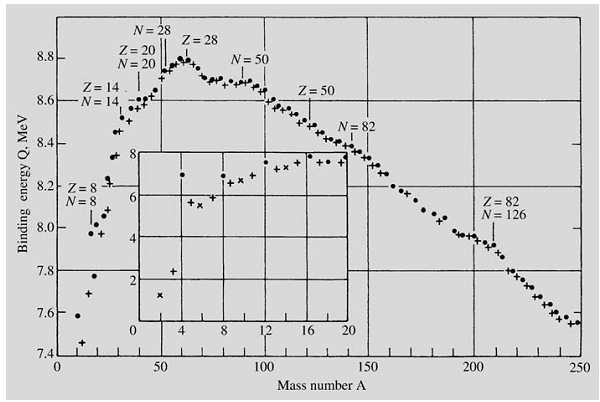 N = 28
Z = 28
Z = 20
N = 20
N = 50
Z = 14
N = 14
Z = 50
N = 82
Z = 8
N = 8
Z = 82
N = 126
8.8
8.6
8.4
8.2
8.0
7.8
7.6
7.4
Binding energy Q, MeV
8
6
4
2
0
4
8
12
16
20
0
50
100
150
200
250
Mass number A